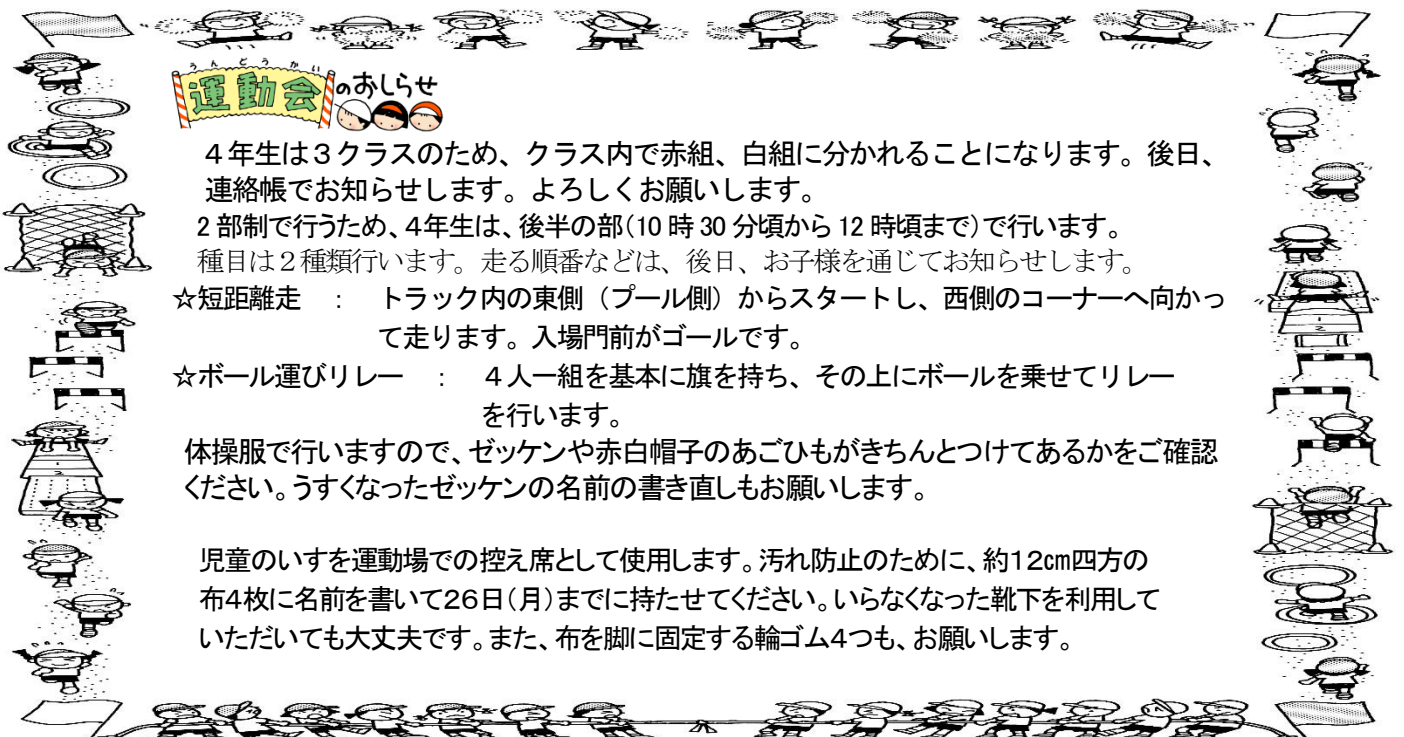 うんどうかい
運動会のおしらせ
４年生は３クラスのため、クラス内で赤組、白組に分かれることになります。後日、
連絡帳でお知らせします。よろしくお願いします。
2 部制で行うため、４年生は、後半の部(10 時 30 分頃から 12 時頃まで)で行います。
種目は２種類行います。走る順番などは、後日、お子様を通じてお知らせします。
☆短距離走　：　トラック内の東側（プール側）からスタートし、西側のコーナーへ向かっ
て走ります。入場門前がゴールです。
☆ボール運びリレー　：　４人一組を基本に旗を持ち、その上にボールを乗せてリレー
を行います。
体操服で行いますので、ゼッケンや赤白帽子のあごひもがきちんとつけてあるかをご確認
ください。うすくなったゼッケンの名前の書き直しもお願いします。
児童のいすを運動場での控え席として使用します。汚れ防止のために、約１２㎝四方の
布４枚に名前を書いて２６日（月）までに持たせてください。いらなくなった靴下を利用して
いただいても大丈夫です。また、布を脚に固定する輪ゴム４つも、お願いします。